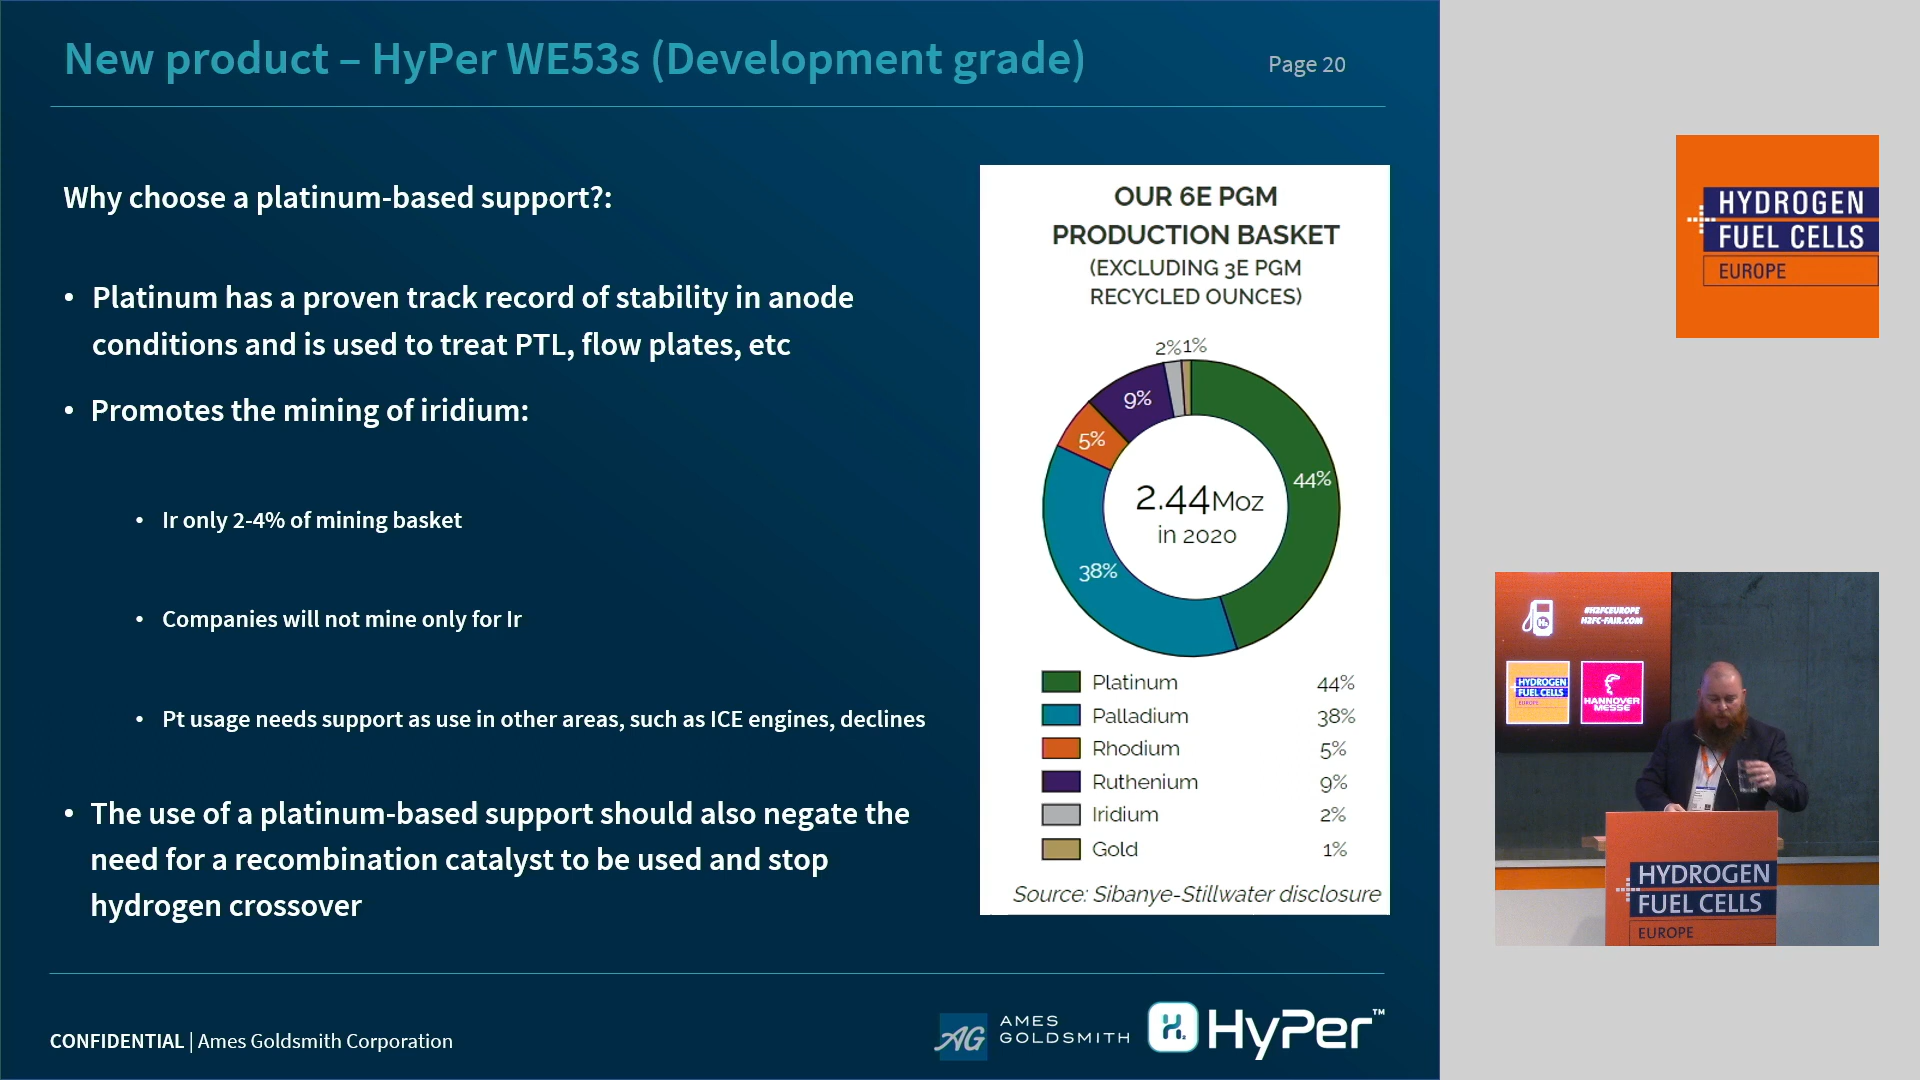 New product – HyPer WE53s (Development grade)
Page 20
Why choose a platinum-based support?:
• Platinum has a proven track record of stability in anode
conditions and is used to treat PTL, flow plates, etc
• Promotes the mining of iridium:
• Ir only 2-4% of mining basket
• Companies will not mine only for Ir
• Pt usage needs support as use in other areas, such as ICE engines, declines
• The use of a platinum-based support should also negate the
need for a recombination catalyst to be used and stop
hydrogen crossover
OUR 6E PGM
PRODUCTION BASKET
(EXCLUDING 3E PGM
RECYCLED OUNCES)
2% 1%
9%
5%
44%
38%
2.44Moz
in 2020
Platinum 44%
Palladium 38%
Rhodium 5%
Ruthenium 9%
Iridium 2%
Gold 1%
Source: Sibanye-Stillwater disclosure
CONFIDENTIAL | Ames Goldsmith Corporation
AG
AMES
GOLDSMITH
H2
HyPer™
HYDROGEN
FUEL CELLS
EUROPE
H2
#H2FCEUROPE
H2FC-FAIR.COM
HYDROGEN
FUEL CELLS
EUROPE
HANNOVER
MESSE
HYDROGEN
FUEL CELLS
EUROPE